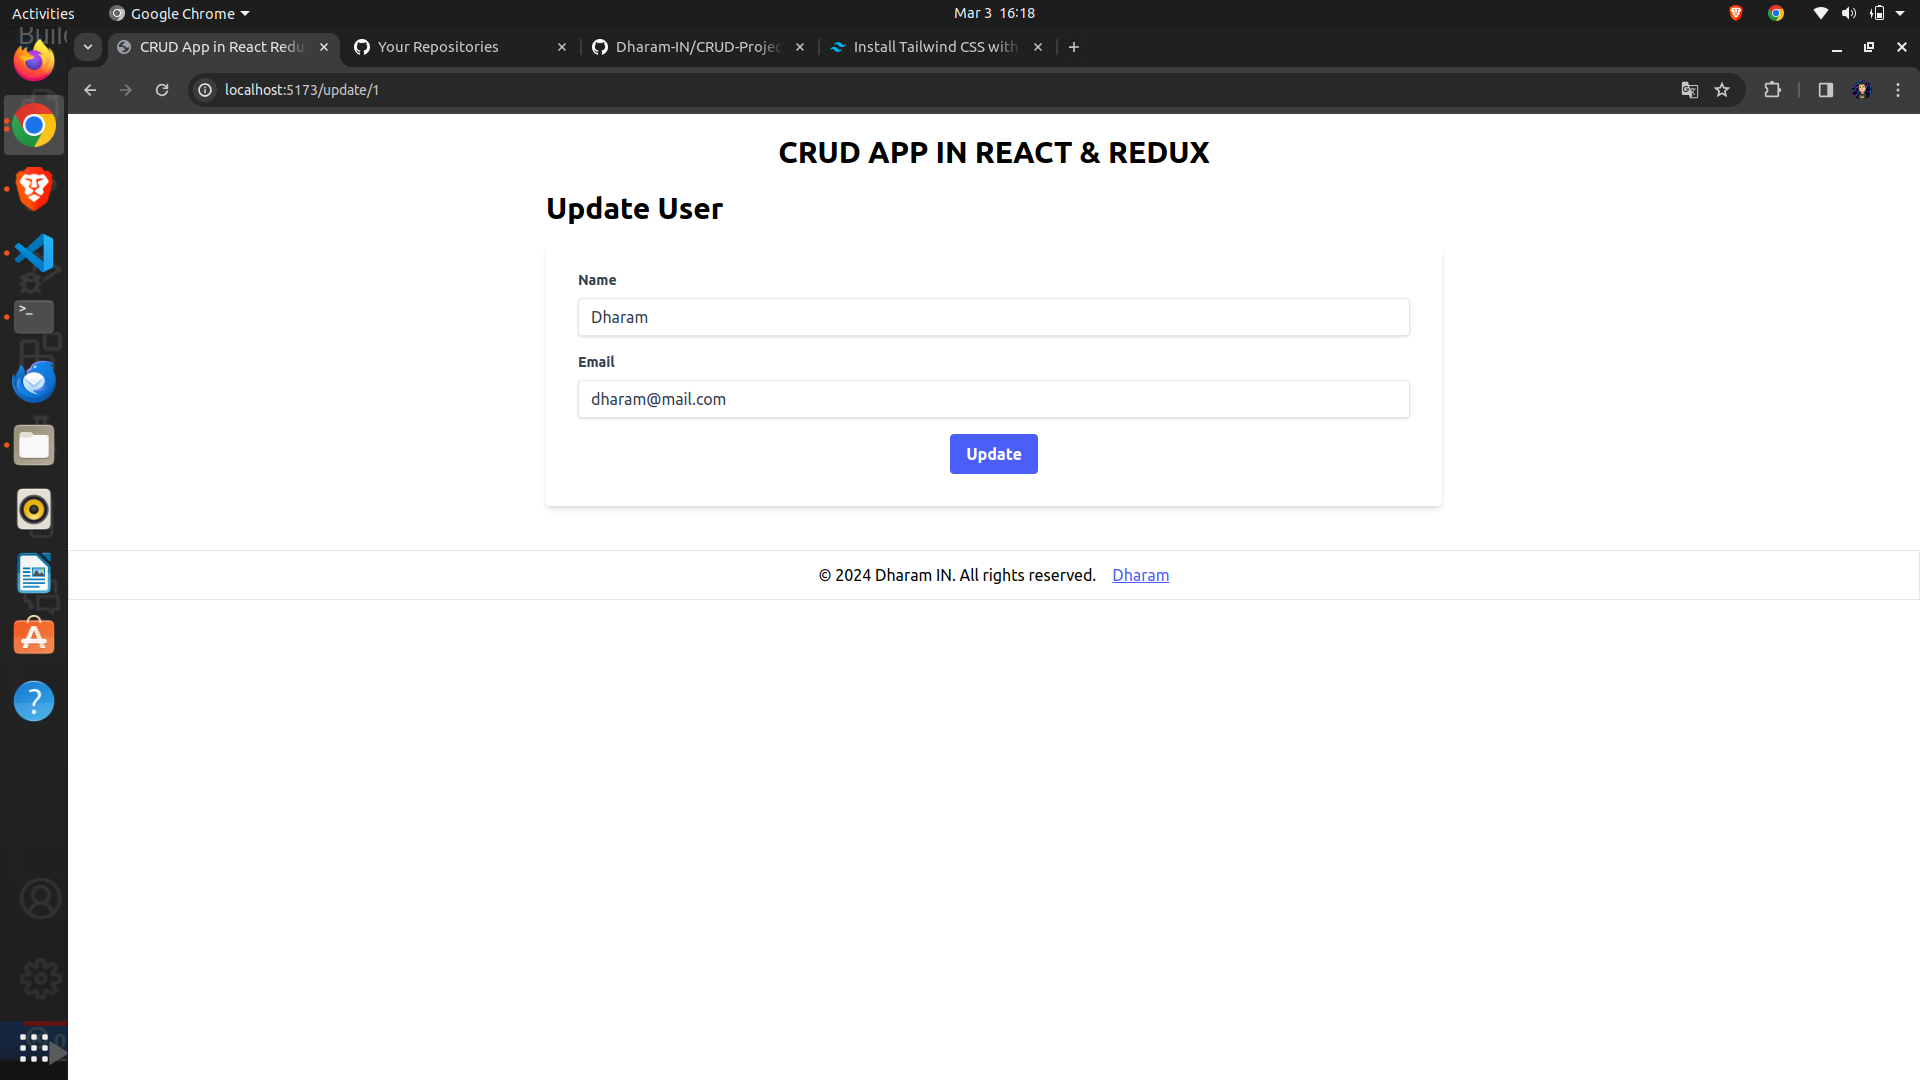 Activities
Google Chrome
Mar 3 16:18
CRUD App in React Redu
Your Repositories
Dharam-IN/CRUD-Projec
Install Tailwind CSS with
localhost:5173/update/1
CRUD APP IN REACT & REDUX
Update User
Name
Dharam
Email
dharam@mail.com
Update
© 2024 Dharam IN. All rights reserved. Dharam